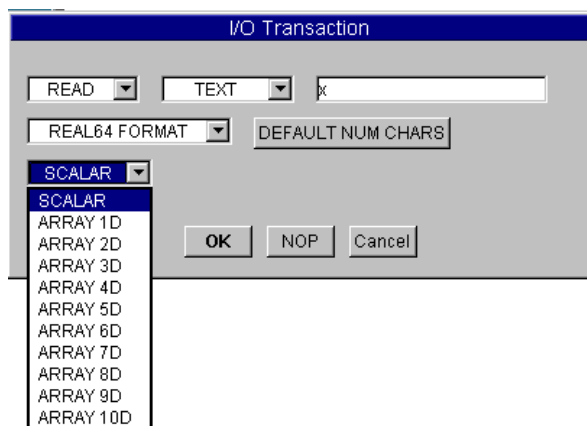 I/O Transaction
READ TEXT x
REAL64 FORMAT DEFAULT NUM CHARS
SCALAR
SCALAR
ARRAY 1D
ARRAY 2D
OK NOP Cancel
ARRAY 3D
ARRAY 4D
ARRAY 5D
ARRAY 6D
ARRAY 7D
ARRAY 8D
ARRAY 9D
ARRAY 10D